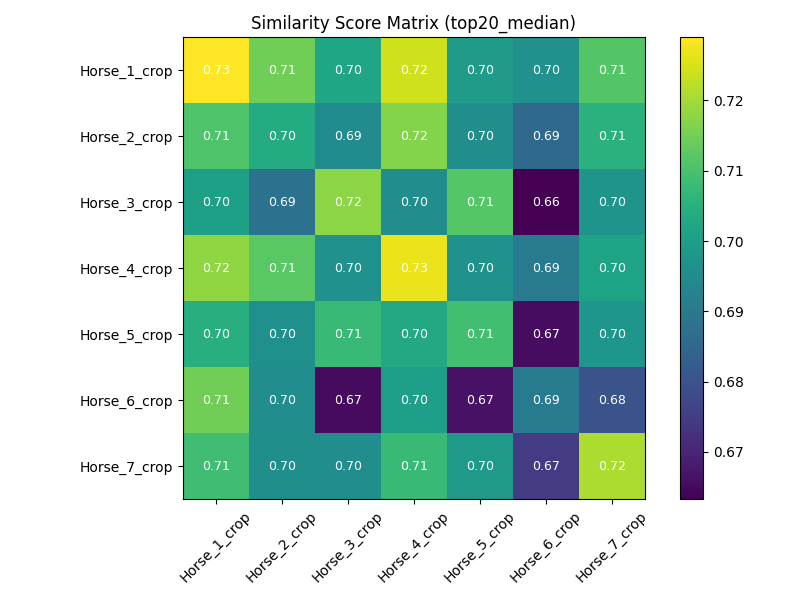 Similarity Score Matrix (top20_median)
Horse_1_crop 0.73 0.71 0.70 0.72 0.70 0.70 0.71
Horse_2_crop 0.71 0.70 0.69 0.72 0.70 0.69 0.71
Horse_3_crop 0.70 0.69 0.72 0.70 0.71 0.66 0.70
Horse_4_crop 0.72 0.71 0.70 0.73 0.70 0.69 0.70
Horse_5_crop 0.70 0.70 0.71 0.70 0.71 0.67 0.70
Horse_6_crop 0.71 0.70 0.67 0.70 0.67 0.69 0.68
Horse_7_crop 0.71 0.70 0.70 0.71 0.70 0.67 0.72
Horse_1_crop Horse_2_crop Horse_3_crop Horse_4_crop Horse_5_crop Horse_6_crop Horse_7_crop
0.72
0.71
0.70
0.69
0.68
0.67